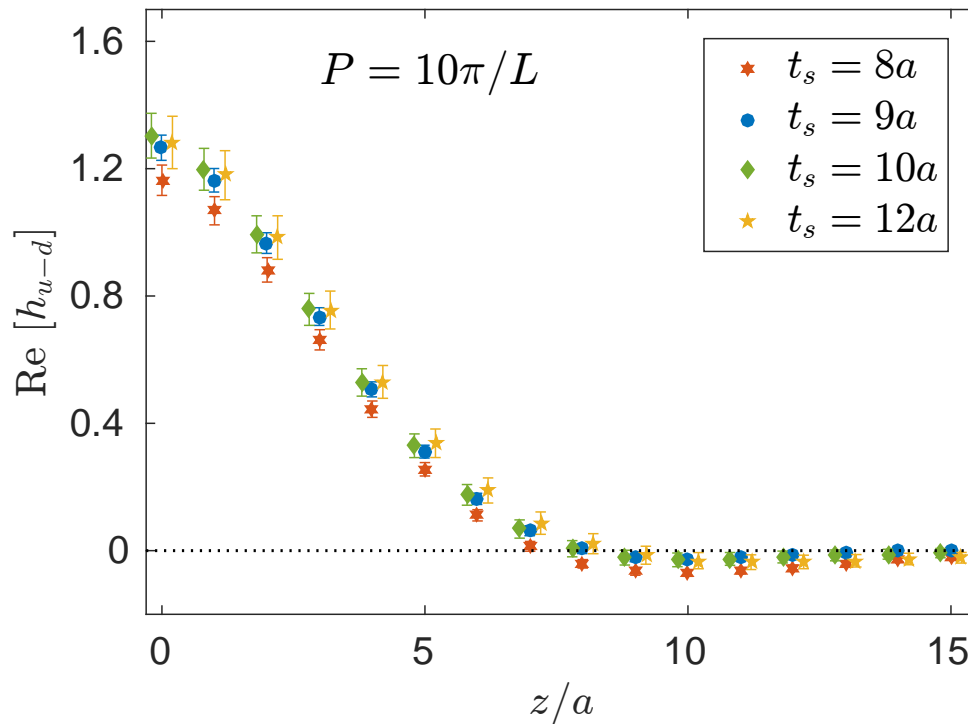 1.6
1.2
0.8
0.4
0
0
5
10
15
Re [h_{u-d}]
z/a
P = 10π/L
t_s = 8a
t_s = 9a
t_s = 10a
t_s = 12a